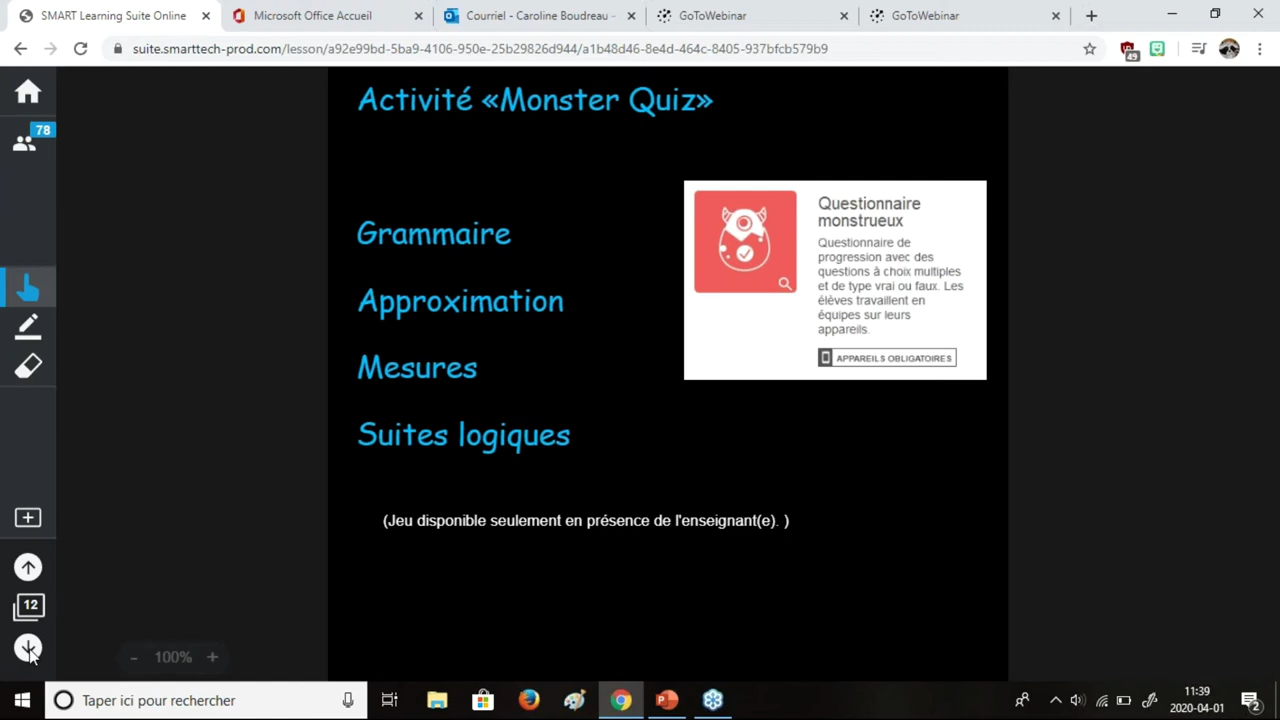 SMART Learning Suite Online
Microsoft Office Accueil
Courriel - Caroline Boudreau -
GoToWebinar
GoToWebinar
suite.smarttech-prod.com/lesson/a92e99bd-5ba9-4106-950e-25b29826d944/a1b48d46-8e4d-464c-8405-937bfcb579b9
49
78
Activité «Monster Quiz»
Grammaire
Approximation
Mesures
Suites logiques
Questionnaire
monstrueux
Questionnaire de
progression avec des
questions à choix multiples
et de type vrai ou faux. Les
élèves travaillent en
équipes sur leurs
appareils.
APPAREILS OBLIGATOIRES
(Jeu disponible seulement en présence de l'enseignant(e). )
12
- 100% +
Taper ici pour rechercher
11:39
2020-04-01
2